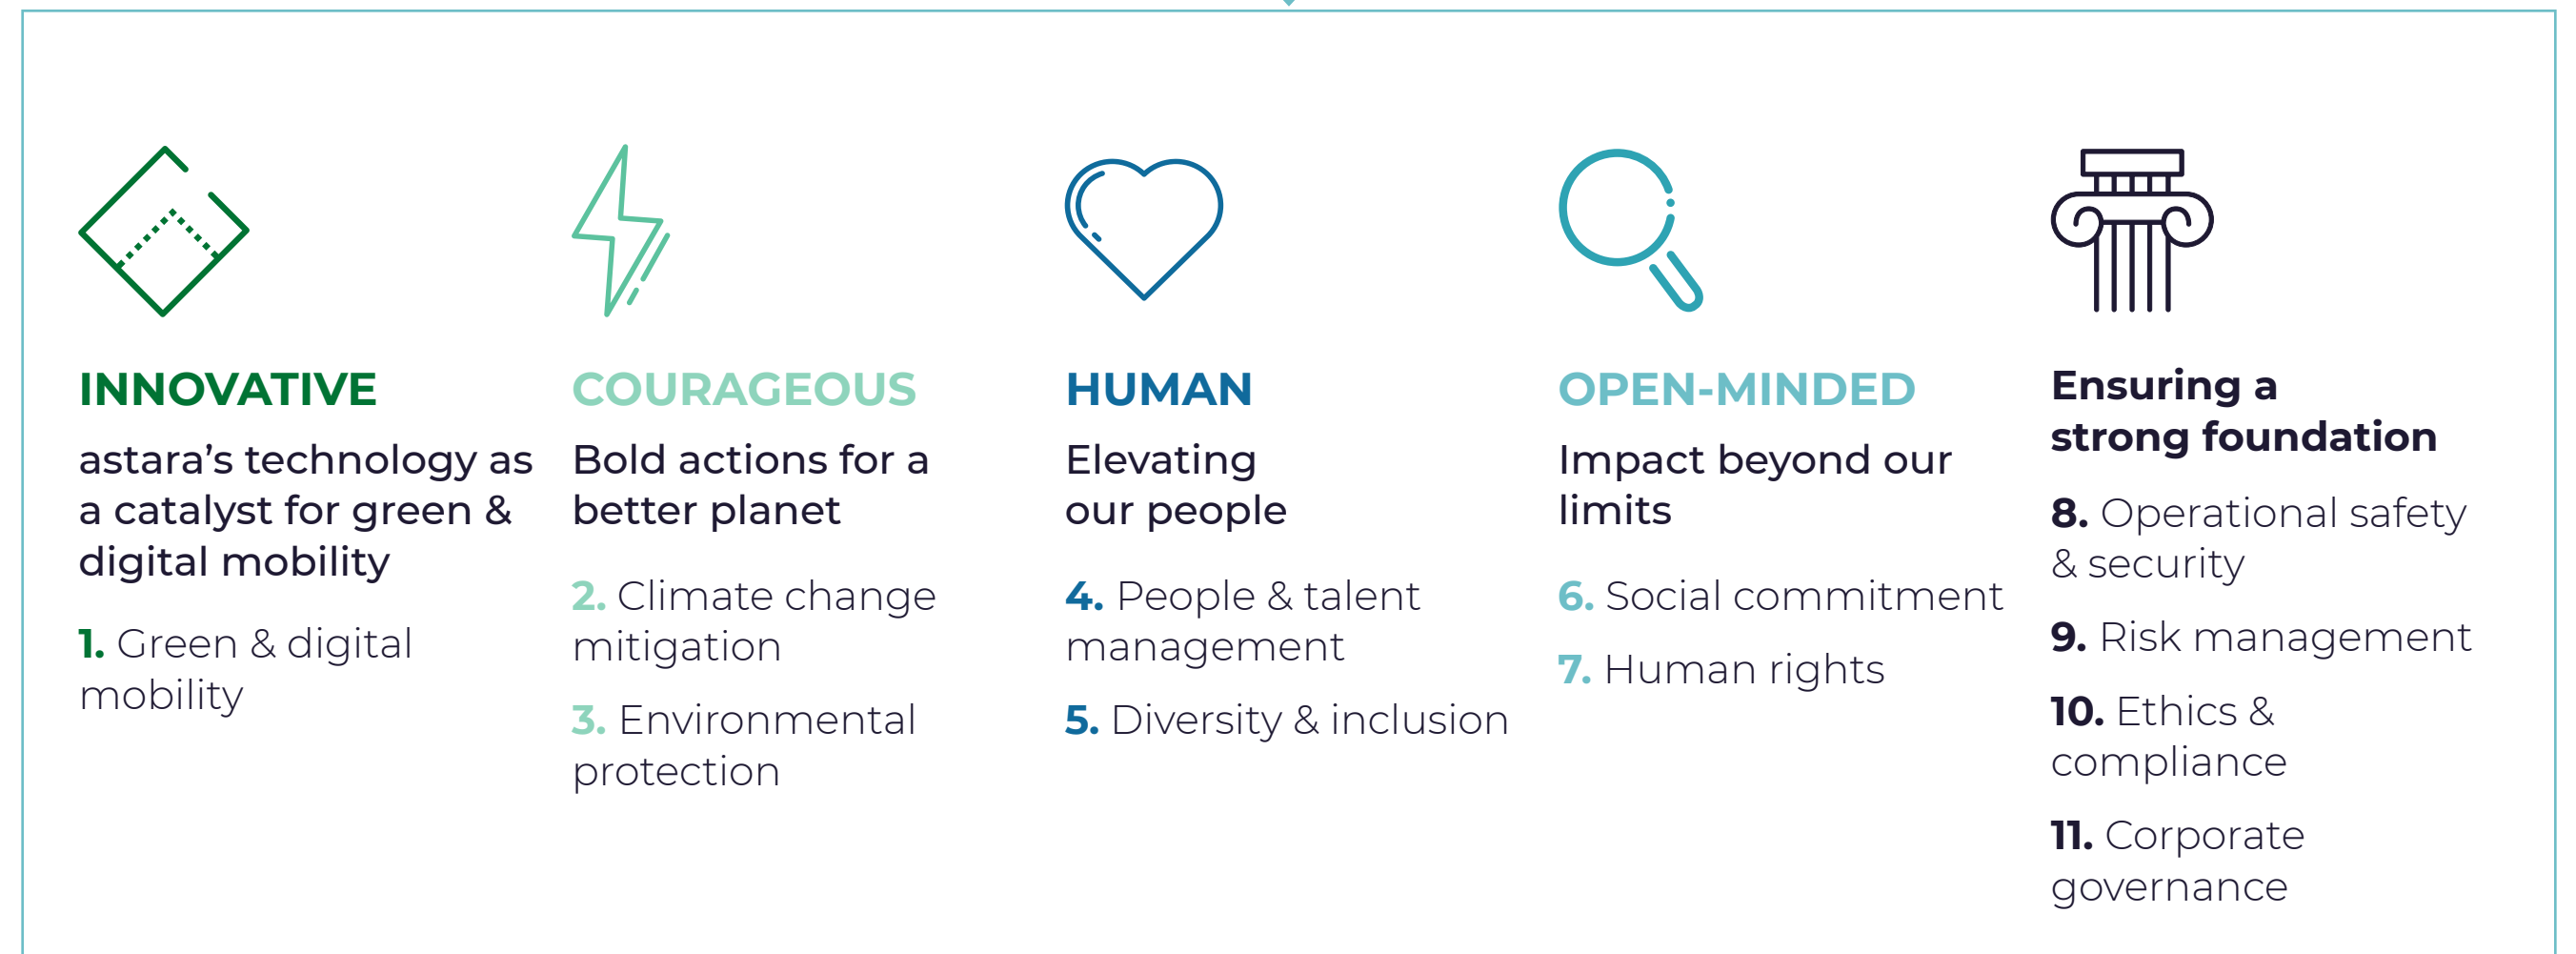 INNOVATIVE
astara’s technology as
a catalyst for green &
digital mobility
1. Green & digital
mobility
COURAGEOUS
Bold actions for a
better planet
2. Climate change
mitigation
3. Environmental
protection
HUMAN
Elevating
our people
4. People & talent
management
5. Diversity & inclusion
OPEN-MINDED
Impact beyond our
limits
6. Social commitment
7. Human rights
Ensuring a
strong foundation
8. Operational safety
& security
9. Risk management
10. Ethics &
compliance
11. Corporate
governance